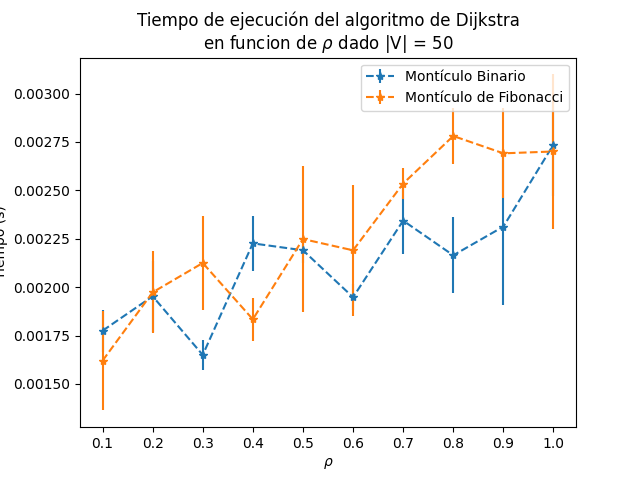 Tiempo de ejecución del algoritmo de Dijkstra
en funcion de ρ dado |V| = 50
Montículo Binario
Montículo de Fibonacci
0.00300
0.00275
0.00250
0.00225
0.00200
0.00175
0.00150
Tiempo (s)
0.1 0.2 0.3 0.4 0.5 0.6 0.7 0.8 0.9 1.0
ρ